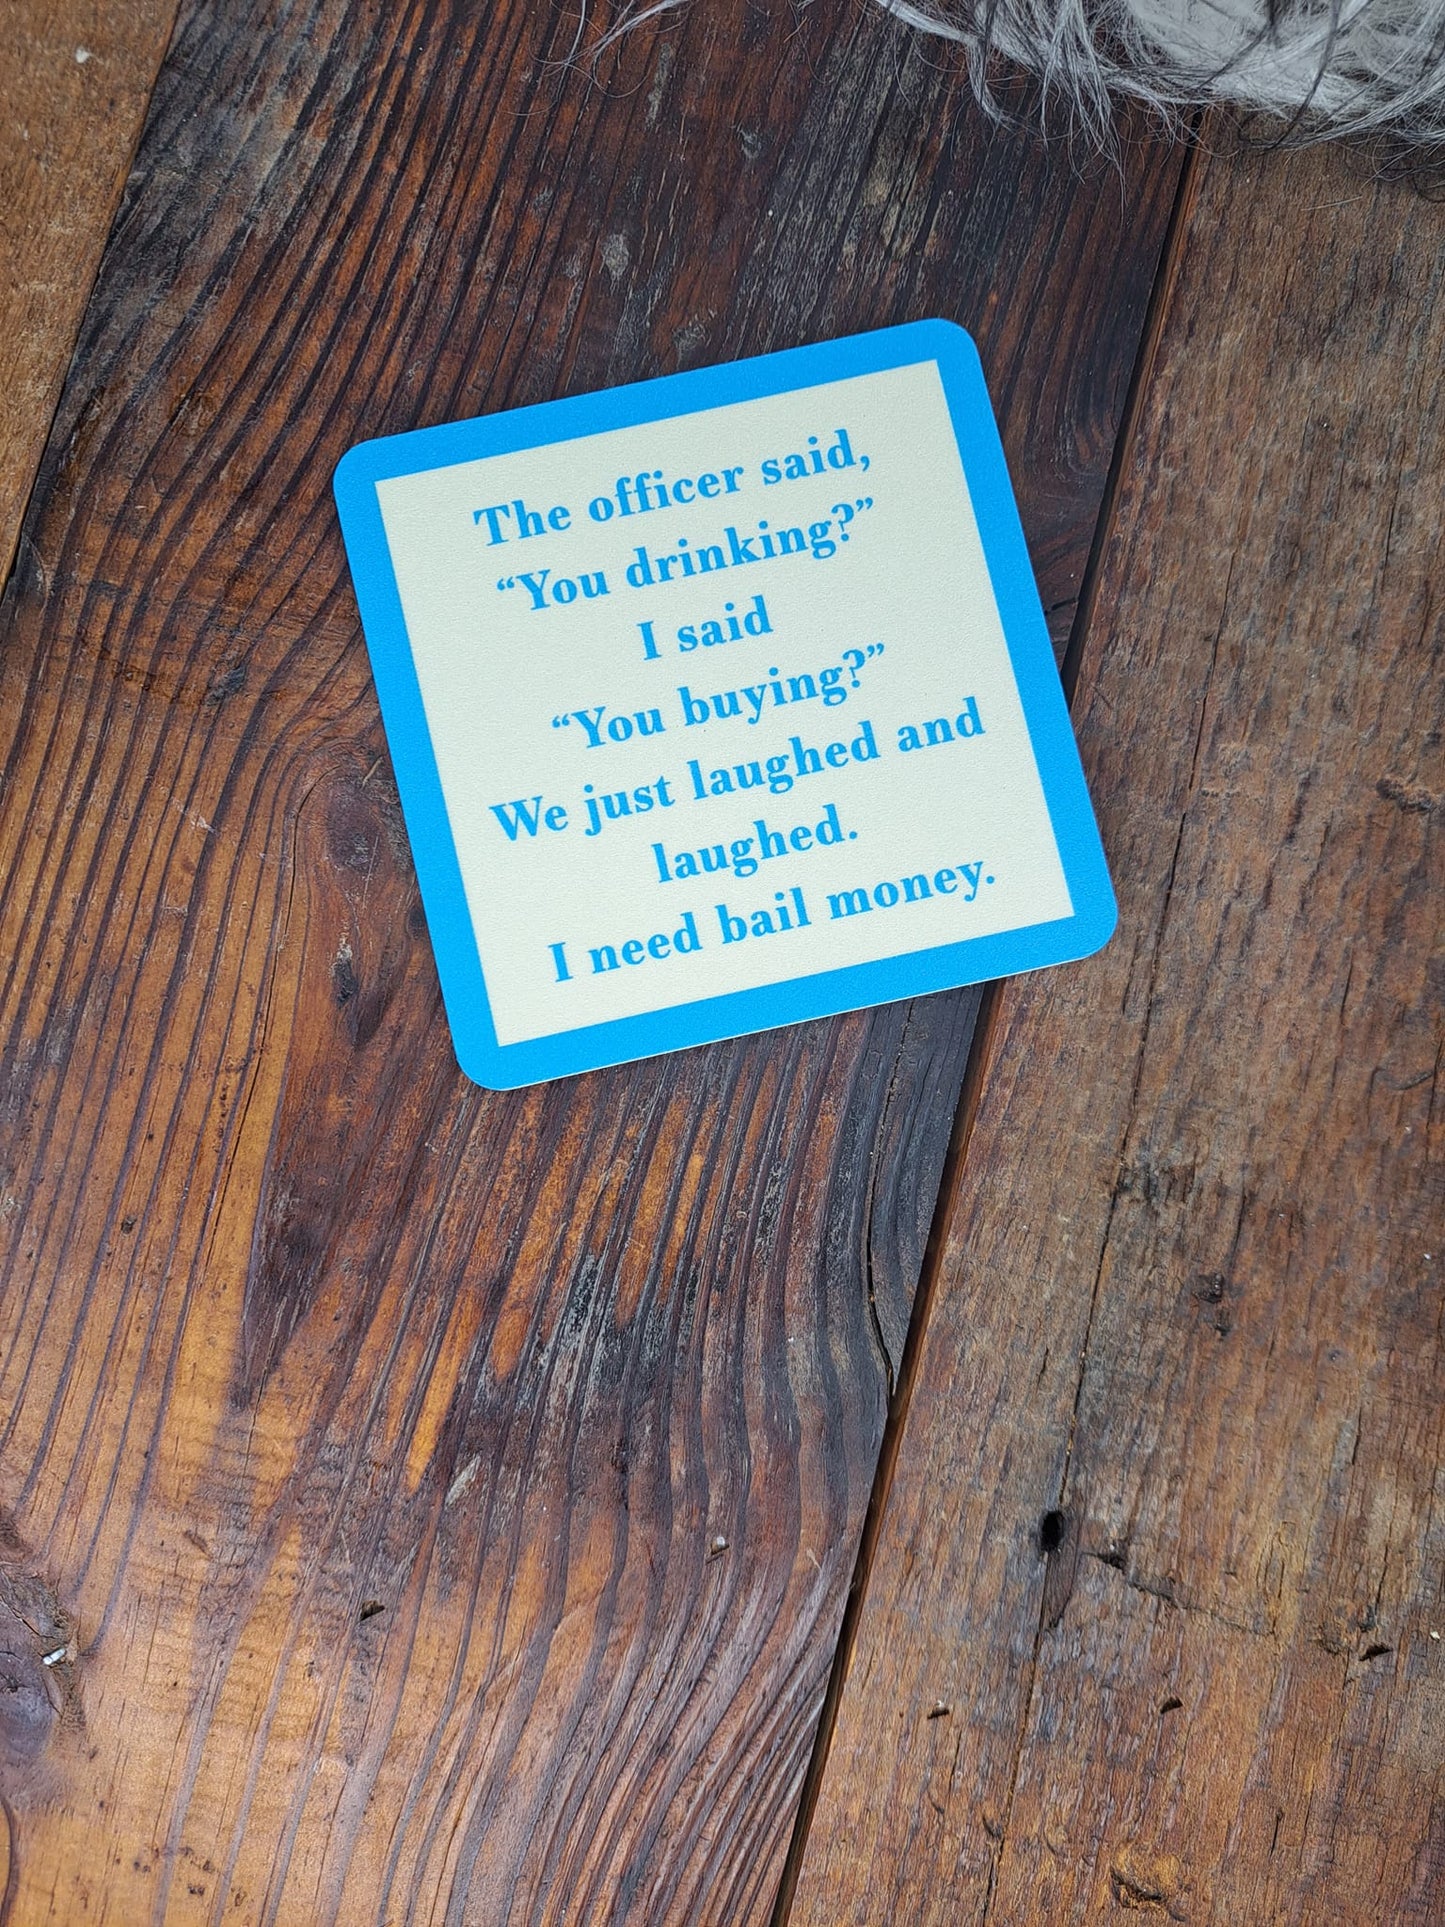 The officer said,
“You drinking?”
I said
“You buying?”
We just laughed and
laughed.
I need bail money.